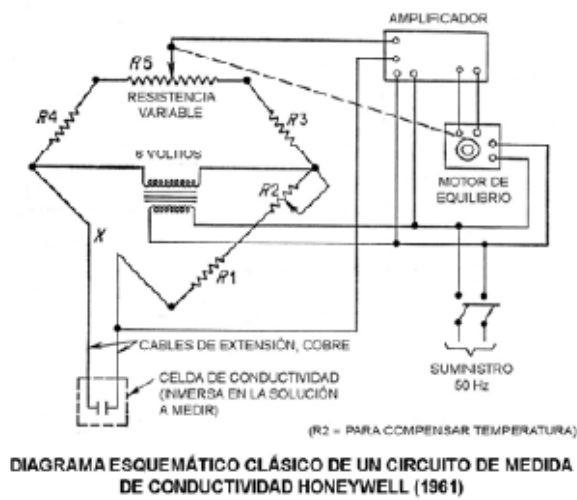 AMPLIFICADOR
R5
RESISTENCIA
VARIABLE
R4
R3
6 VOLTIOS
R2
MOTOR DE
EQUILIBRIO
X
R1
CABLES DE EXTENSIÓN, COBRE
SUMINISTRO
50 Hz
CELDA DE CONDUCTIVIDAD
(INMERSA EN LA SOLUCIÓN
A MEDIR)
(R2 = PARA COMPENSAR TEMPERATURA)
DIAGRAMA ESQUEMÁTICO CLÁSICO DE UN CIRCUITO DE MEDIDA
DE CONDUCTIVIDAD HONEYWELL (1961)